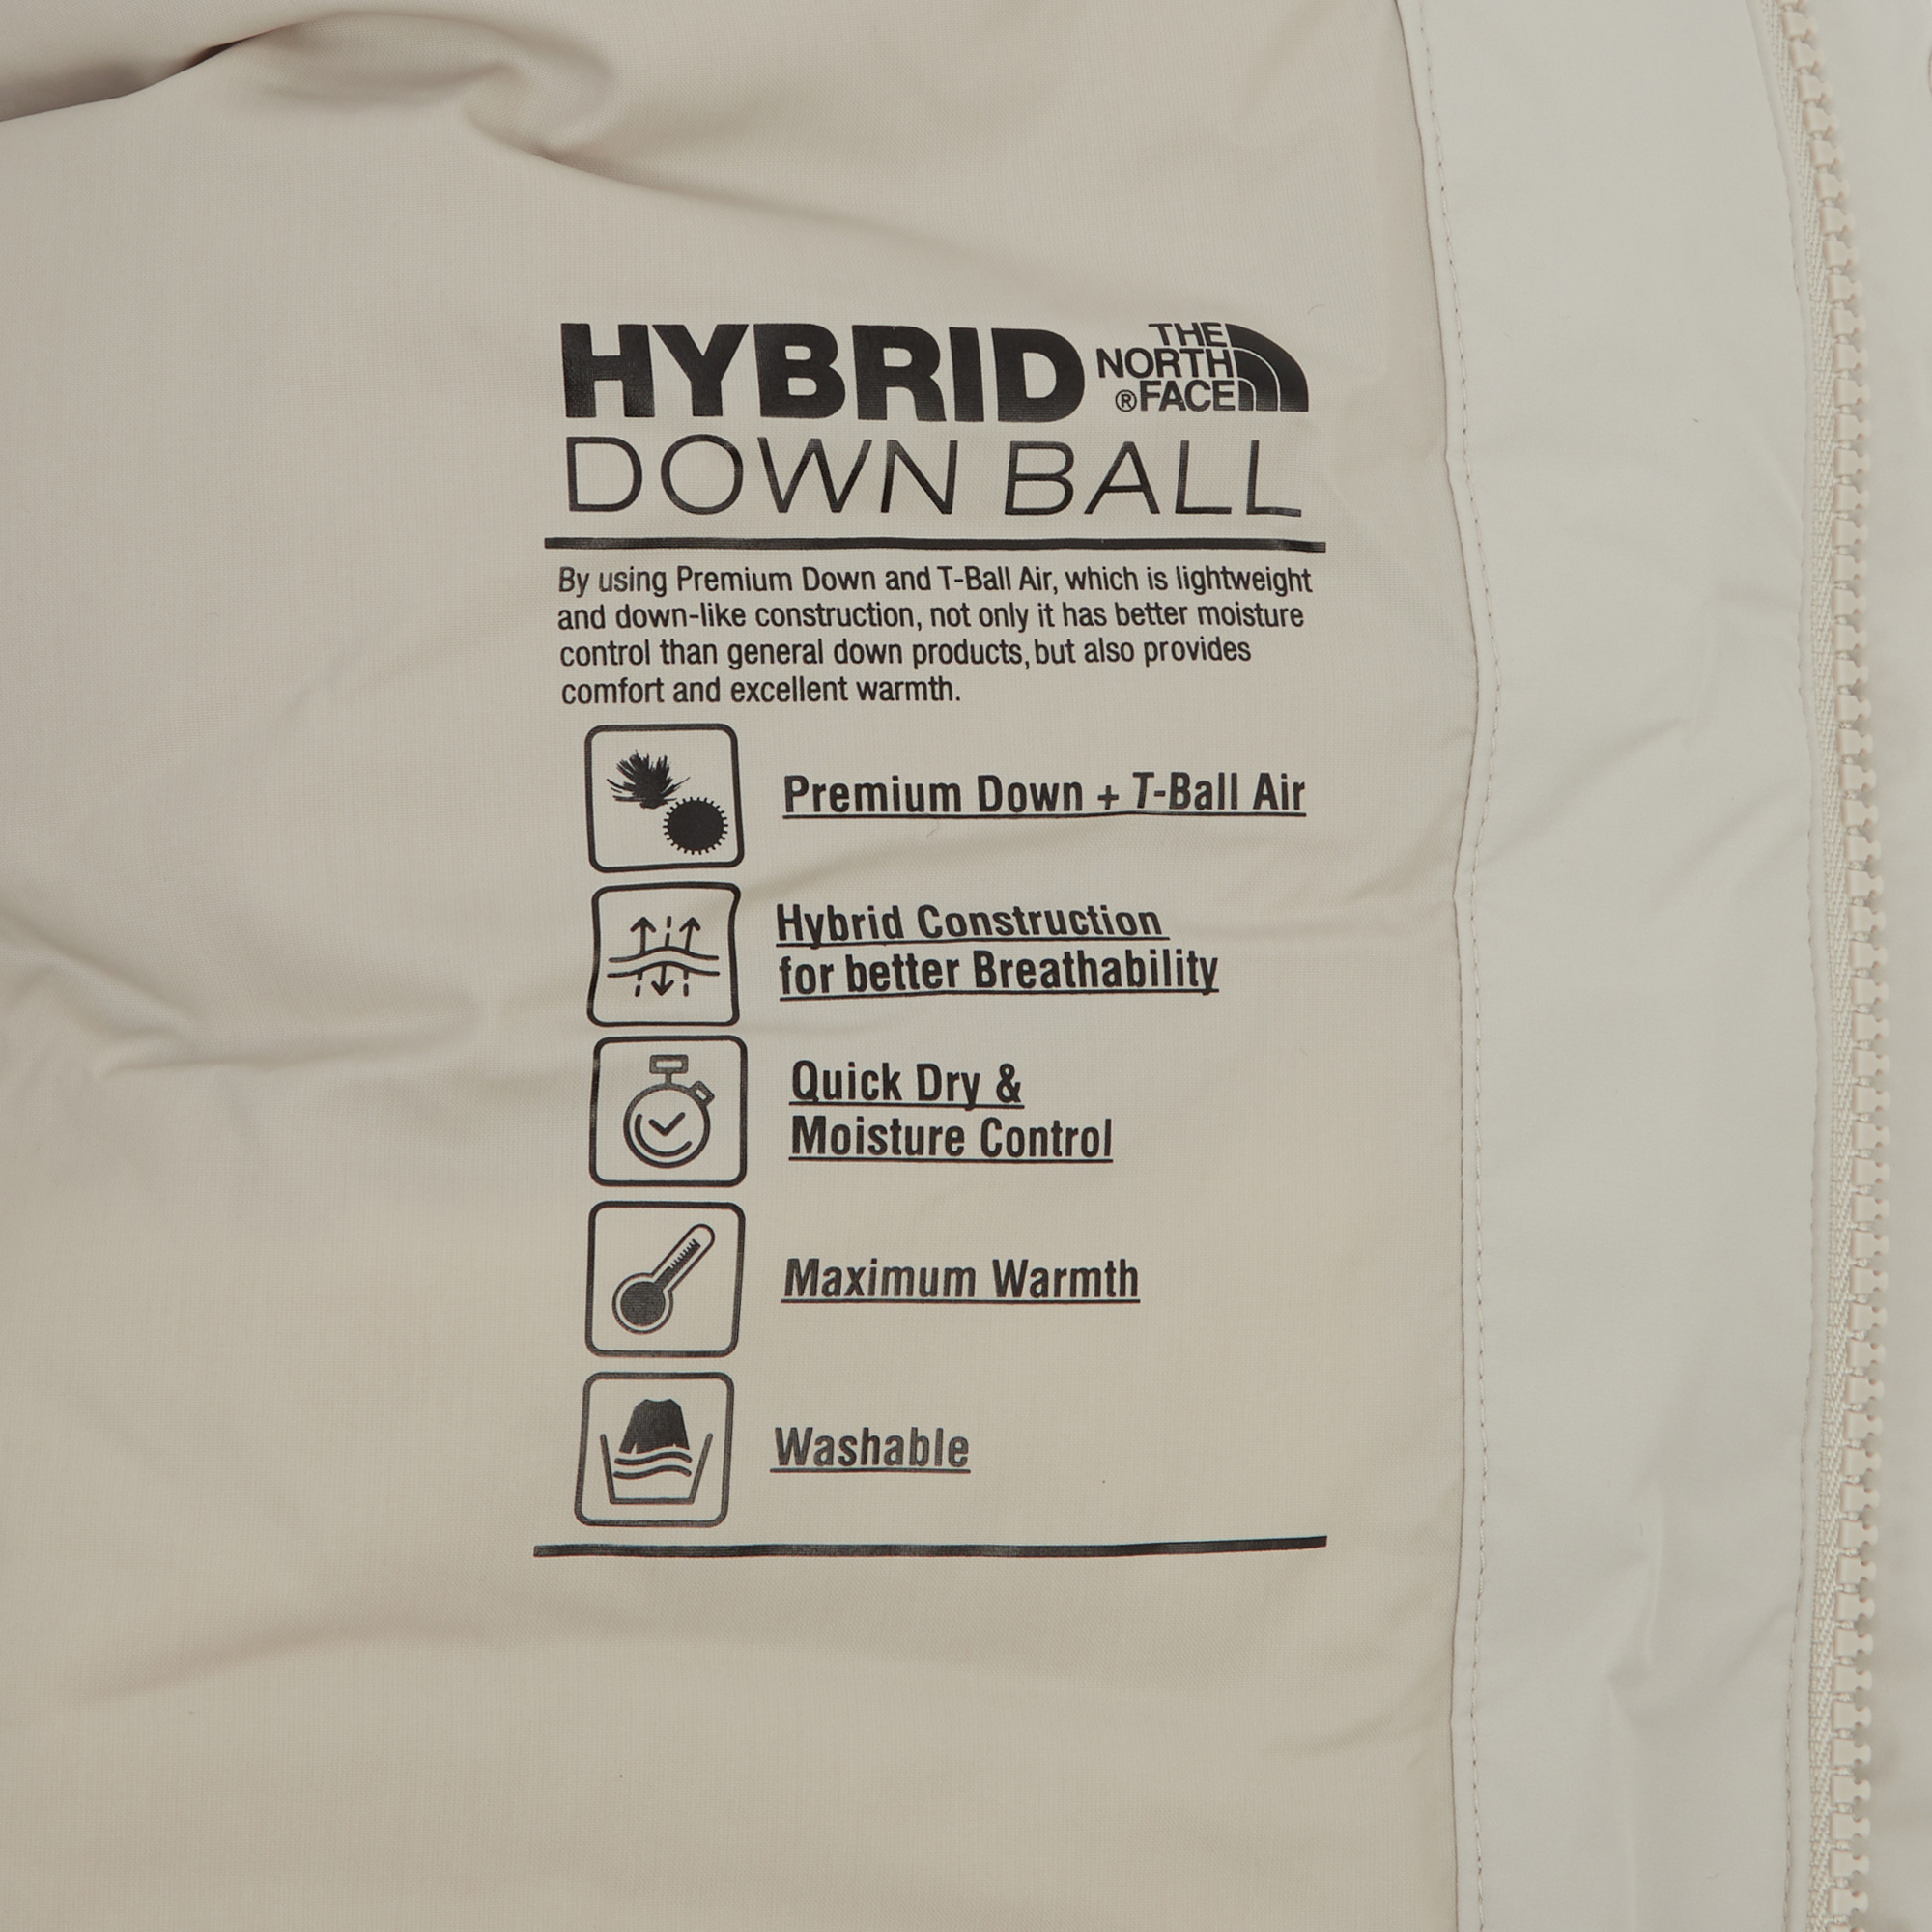 HYBRID
THE
NORTH
®FACE
DOWN BALL
By using Premium Down and T-Ball Air, which is lightweight
and down-like construction, not only it has better moisture
control than general down products, but also provides
comfort and excellent warmth.
Premium Down + T-Ball Air
Hybrid Construction
for better Breathability
Quick Dry &
Moisture Control
Maximum Warmth
Washable